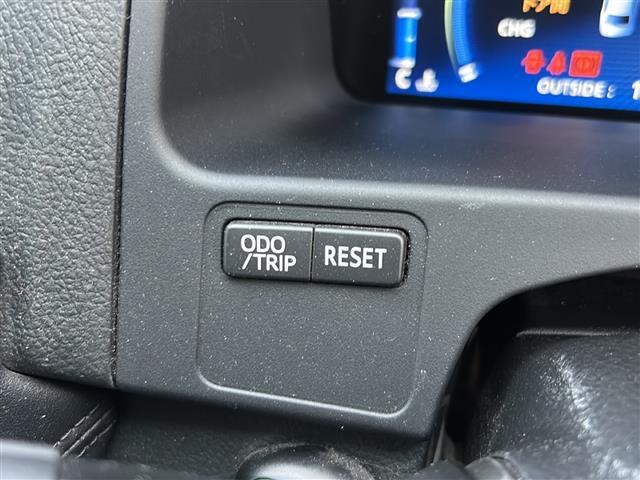 CHG
C
OUTSIDE
ODO
/TRIP
RESET